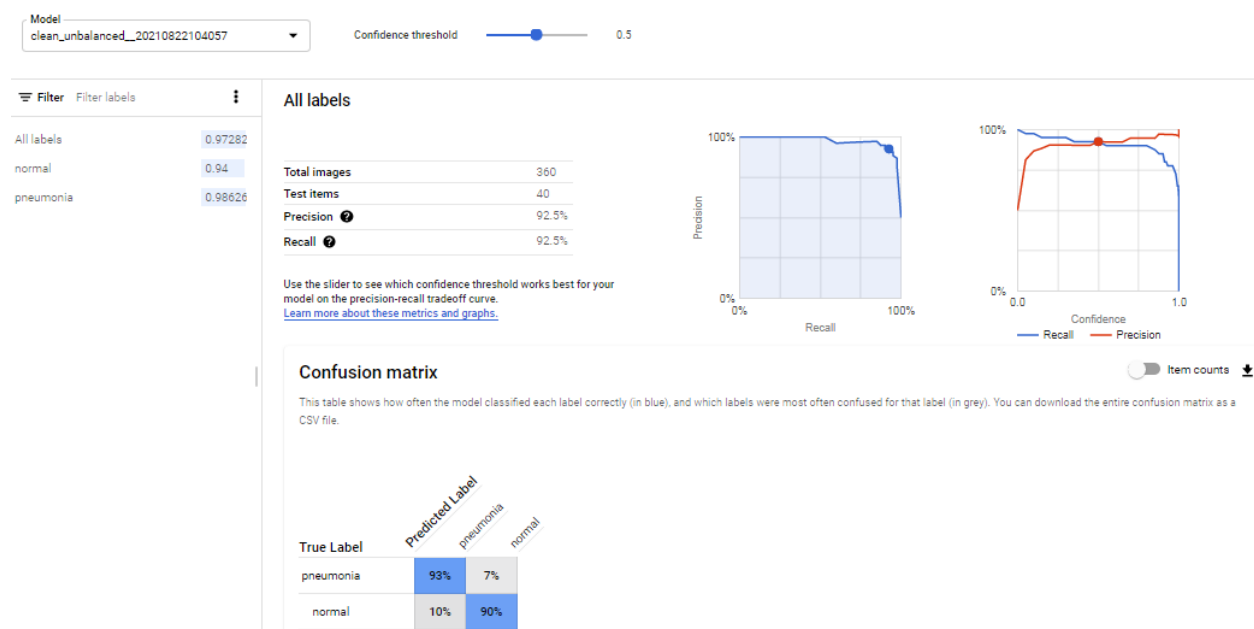 Model
clean_unbalanced__20210822104057
Confidence threshold
0.5
Filter Filter labels
All labels 0.97282
normal 0.94
pneumonia 0.98626
All labels
Total images 360
Test items 40
Precision ? 92.5%
Recall ? 92.5%
Use the slider to see which confidence threshold works best for your
model on the precision-recall tradeoff curve.
Learn more about these metrics and graphs.
100%
Precision
0%
0%
100%
Recall
100%
0%
0.0
1.0
Confidence
Recall Precision
Confusion matrix
Item counts
This table shows how often the model classified each label correctly (in blue), and which labels were most often confused for that label (in grey). You can download the entire confusion matrix as a
CSV file.
True Label
Predicted Label
pneumonia
normal
pneumonia 93% 7%
normal 10% 90%